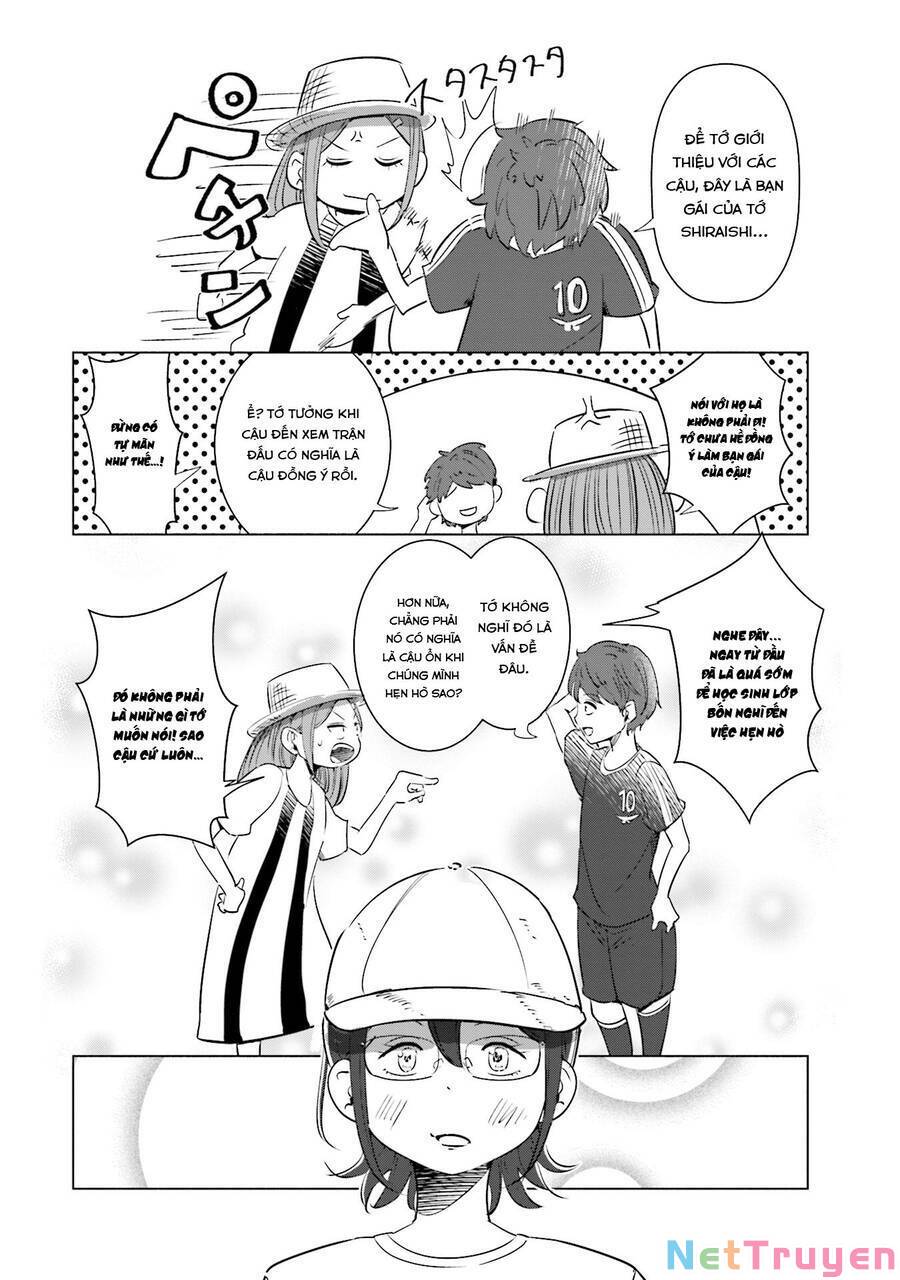 ĐỂ TỚ GIỚI
THIỆU VỚI CÁC
CẬU, ĐÂY LÀ BẠN
GÁI CỦA TỚ
SHIRAISHI...
スタスタスタ
ペチン
NÓI VỚI HỌ LÀ
KHÔNG PHẢI ĐI!
TỚ CHƯA HỀ ĐỒNG
Ý LÀM BẠN GÁI
CỦA CẬU!
Ể? TỚ TƯỞNG KHI
CẬU ĐẾN XEM TRẬN
ĐẤU CÓ NGHĨA LÀ
CẬU ĐỒNG Ý RỒI.
ĐỪNG CÓ
TỰ MÃN
NHƯ THẾ...!
NGHE ĐÂY...
NGAY TỪ ĐẦU
ĐÃ LÀ QUÁ SỚM
ĐỂ HỌC SINH LỚP
BỐN NGHĨ ĐẾN
VIỆC HẸN HÒ
TỚ KHÔNG
NGHĨ ĐÓ LÀ
VẤN ĐỀ
ĐÂU.
HƠN NỮA,
CHẲNG PHẢI
NÓ CÓ NGHĨA
LÀ CẬU ỔN KHI
CHÚNG MÌNH
HẸN HÒ SAO?
ĐÓ KHÔNG PHẢI
LÀ NHỮNG GÌ TỚ
MUỐN NÓI! SAO
CẬU CỨ LUÔN...
10
10
NETTRUYEN